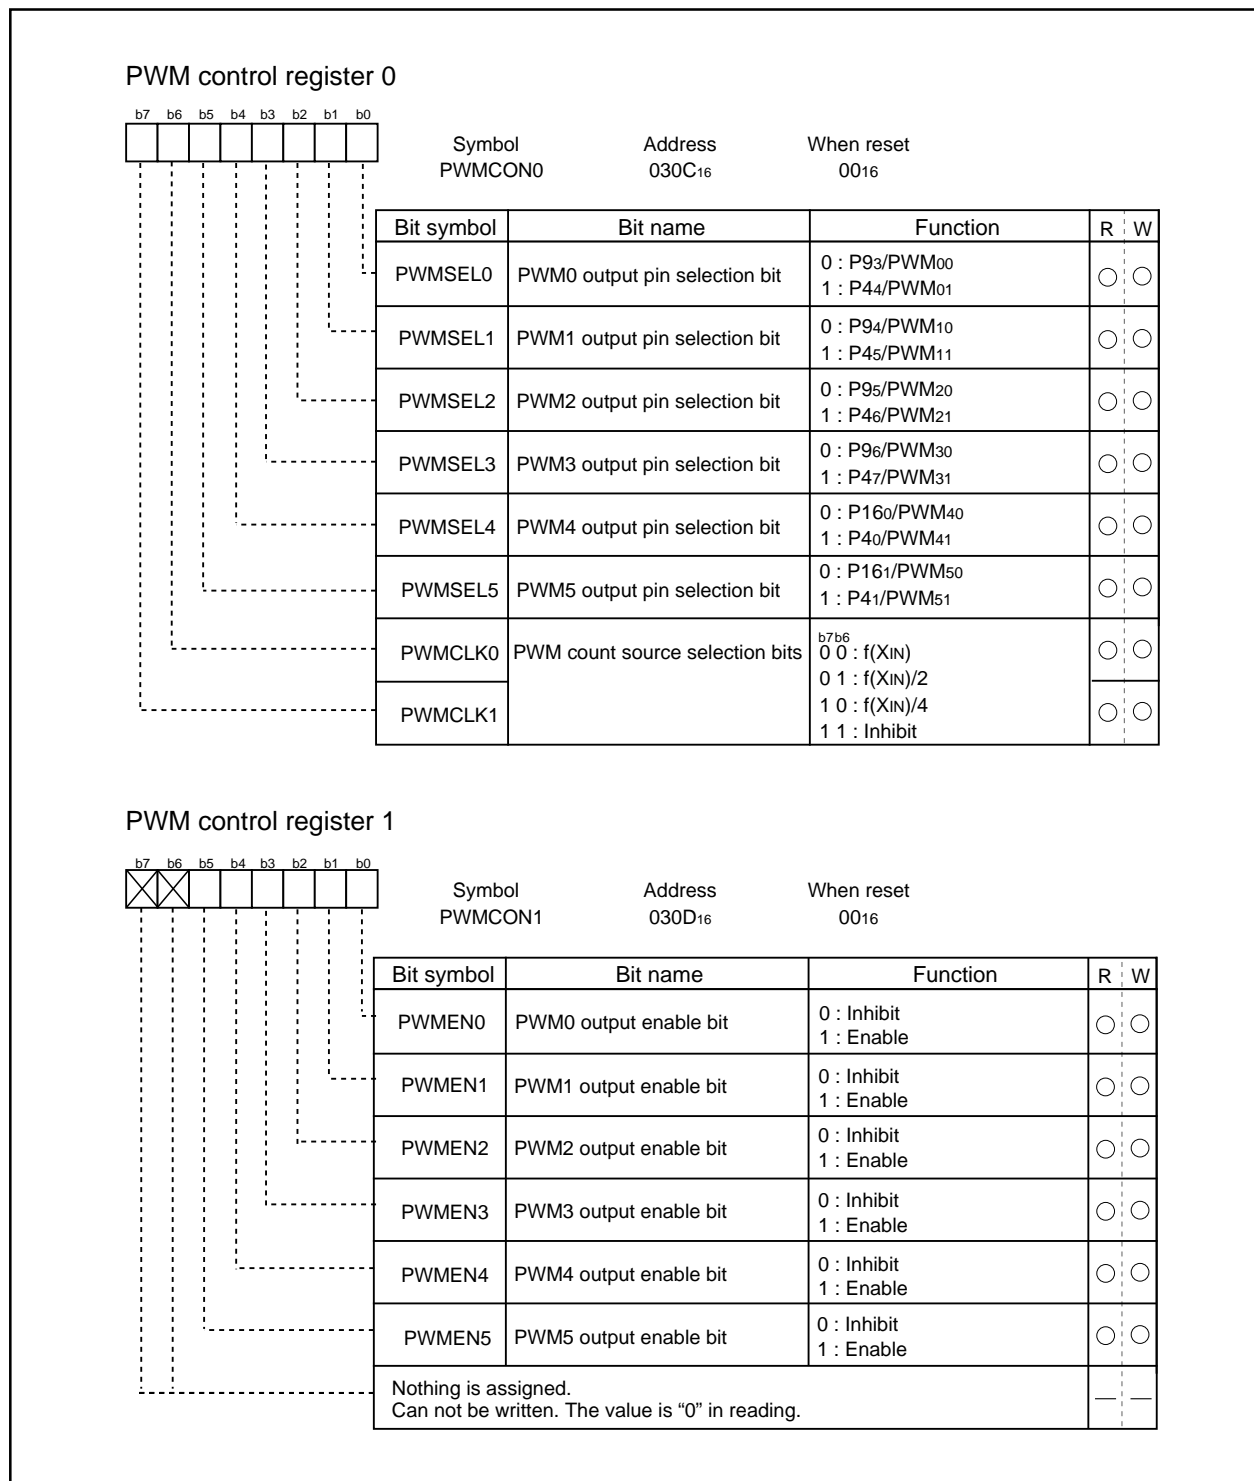 PWM control register 0
b7 b6 b5 b4 b3 b2 b1 b0
Symbol Address When reset
PWMCON0 030C16 0016
Bit symbol Bit name Function R W
PWMSEL0 PWM0 output pin selection bit 0 : P93/PWM00
1 : P44/PWM01
PWMSEL1 PWM1 output pin selection bit 0 : P94/PWM10
1 : P45/PWM11
PWMSEL2 PWM2 output pin selection bit 0 : P95/PWM20
1 : P46/PWM21
PWMSEL3 PWM3 output pin selection bit 0 : P96/PWM30
1 : P47/PWM31
PWMSEL4 PWM4 output pin selection bit 0 : P160/PWM40
1 : P40/PWM41
PWMSEL5 PWM5 output pin selection bit 0 : P161/PWM50
1 : P41/PWM51
b7b6
PWMCLK0 PWM count source selection bits 0 0 : f(XIN)
0 1 : f(XIN)/2
PWMCLK1 1 0 : f(XIN)/4
1 1 : Inhibit
PWM control register 1
b7 b6 b5 b4 b3 b2 b1 b0
Symbol Address When reset
PWMCON1 030D16 0016
Bit symbol Bit name Function R W
PWMEN0 PWM0 output enable bit 0 : Inhibit
1 : Enable
PWMEN1 PWM1 output enable bit 0 : Inhibit
1 : Enable
PWMEN2 PWM2 output enable bit 0 : Inhibit
1 : Enable
PWMEN3 PWM3 output enable bit 0 : Inhibit
1 : Enable
PWMEN4 PWM4 output enable bit 0 : Inhibit
1 : Enable
PWMEN5 PWM5 output enable bit 0 : Inhibit
1 : Enable
Nothing is assigned.
Can not be written. The value is “0” in reading. — —